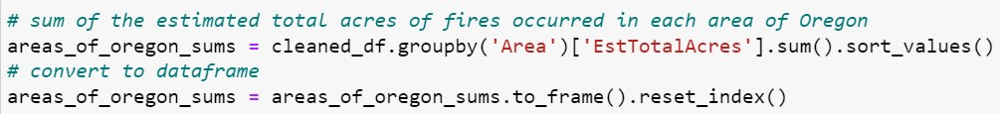 # sum of the estimated total acres of fires occurred in each area of Oregon
areas_of_oregon_sums = cleaned_df.groupby('Area')['EstTotalAcres'].sum().sort_values()
# convert to dataframe
areas_of_oregon_sums = areas_of_oregon_sums.to_frame().reset_index()